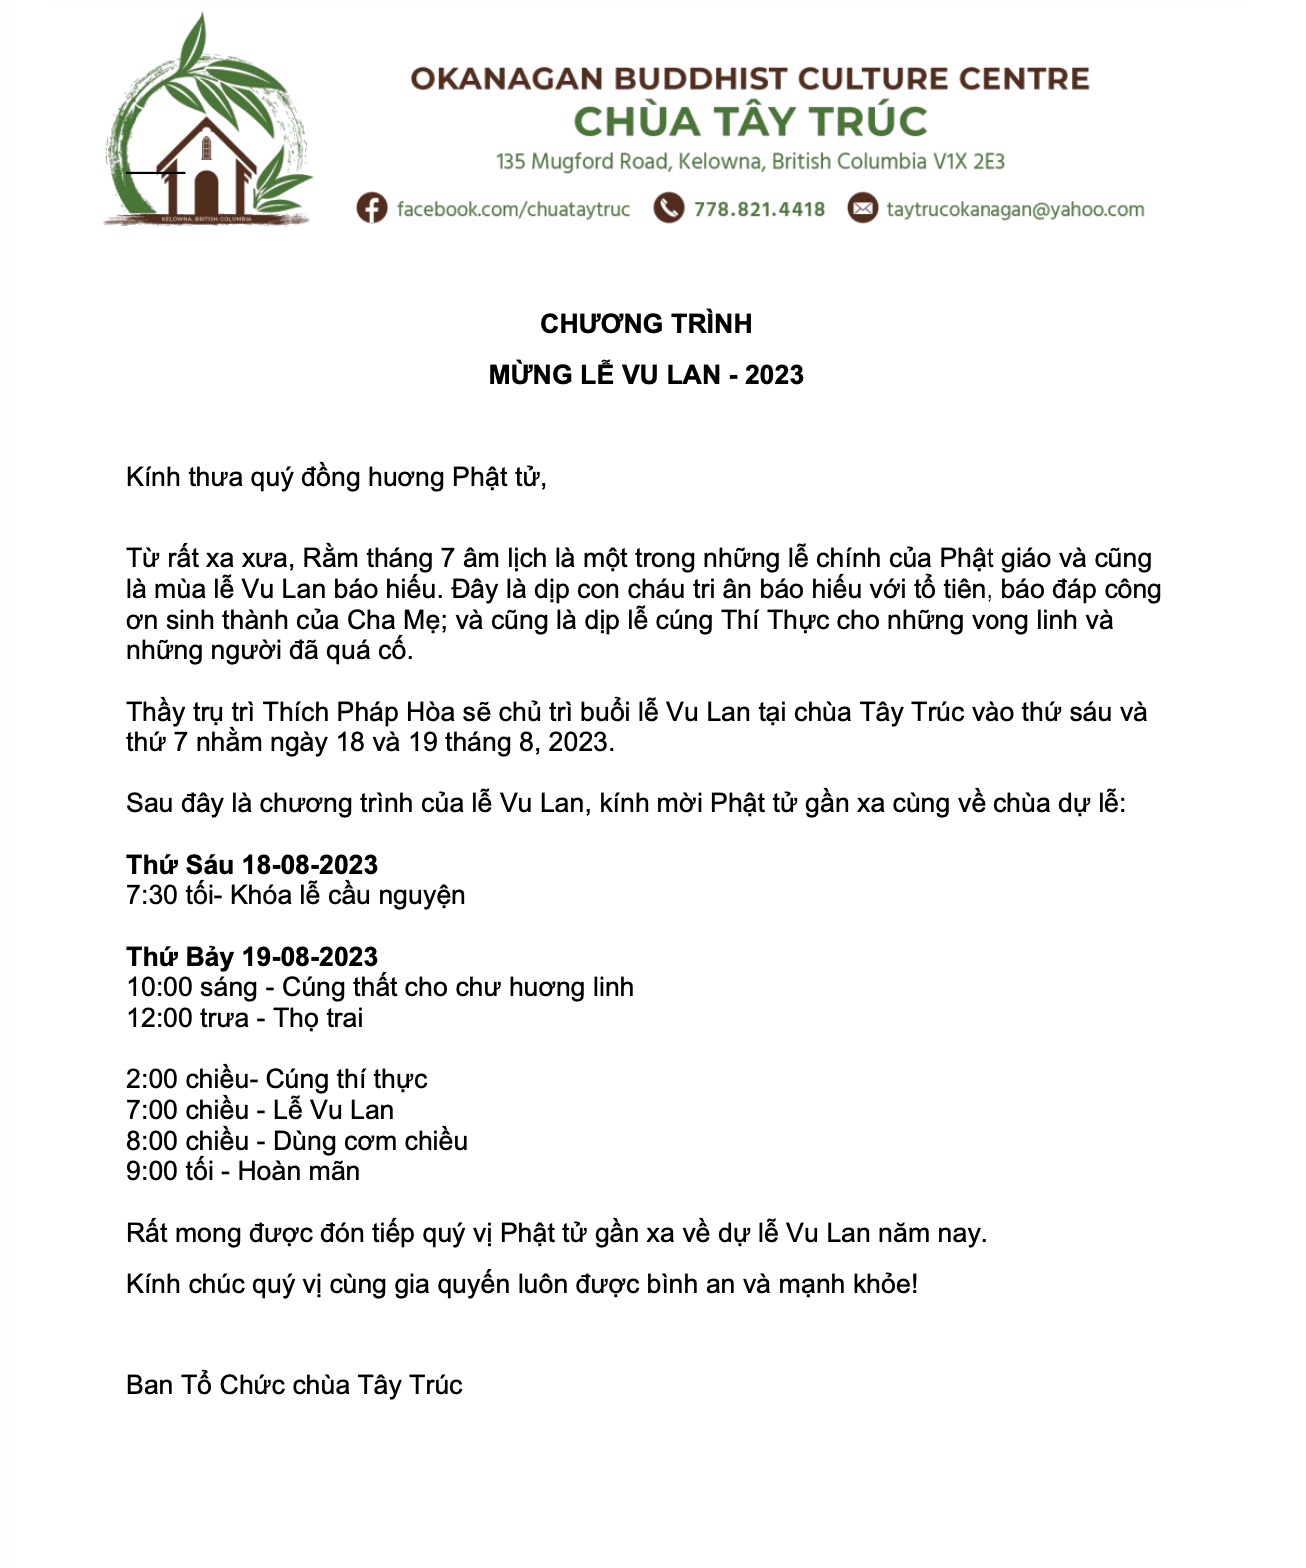 OKANAGAN BUDDHIST CULTURE CENTRE
CHÙA TÂY TRÚC
135 Mugford Road, Kelowna, British Columbia V1X 2E3
facebook.com/chuataytruc 778.821.4418 taytrucokanagan@yahoo.com
KELOWNA, BRITISH COLUMBIA
CHƯƠNG TRÌNH
MỪNG LỄ VU LAN - 2023
Kính thưa quý đồng huơng Phật tử,
Từ rất xa xưa, Rằm tháng 7 âm lịch là một trong những lễ chính của Phật giáo và cũng
là mùa lễ Vu Lan báo hiếu. Đây là dịp con cháu tri ân báo hiếu với tổ tiên, báo đáp công
ơn sinh thành của Cha Mẹ; và cũng là dịp lễ cúng Thí Thực cho những vong linh và
những người đã quá cố.
Thầy trụ trì Thích Pháp Hòa sẽ chủ trì buổi lễ Vu Lan tại chùa Tây Trúc vào thứ sáu và
thứ 7 nhằm ngày 18 và 19 tháng 8, 2023.
Sau đây là chương trình của lễ Vu Lan, kính mời Phật tử gần xa cùng về chùa dự lễ:
Thứ Sáu 18-08-2023
7:30 tối- Khóa lễ cầu nguyện
Thứ Bảy 19-08-2023
10:00 sáng - Cúng thất cho chư huơng linh
12:00 trưa - Thọ trai
2:00 chiều- Cúng thí thực
7:00 chiều - Lễ Vu Lan
8:00 chiều - Dùng cơm chiều
9:00 tối - Hoàn mãn
Rất mong được đón tiếp quý vị Phật tử gần xa về dự lễ Vu Lan năm nay.
Kính chúc quý vị cùng gia quyến luôn được bình an và mạnh khỏe!
Ban Tổ Chức chùa Tây Trúc